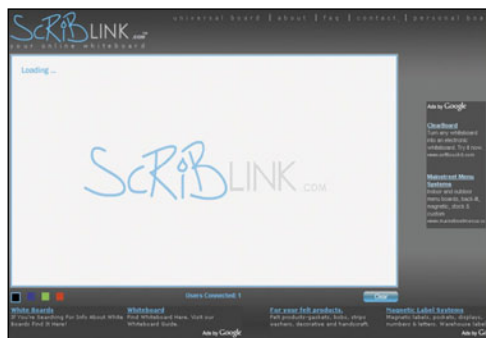 universal board | about | faq | contact | personal boa
SCRIBLINK.COM
your online whiteboard
Loading ...
SCRIBLINK.COM
Ads by Google
ClearBoard
Turn any whiteboard
into an electronic
whiteboard. Try it now
Mainstreet Menu
Systems
Indoor and outdoor
menu boards, back lit,
magnetic, stock &
custom
Users Connected: 1
Clear
White Boards
If You're Searching For Info About White
Boards Find It Here!
Whiteboard
Find Whiteboard Here. Visit our
Whiteboard Guide.
For your felt products.
Felt products-gaskets, hobs, strips
washers, decorative and handicraft.
Magnetic Label Systems
Magnetic labels, pockets, displays,
numbers & letters. Warehouse label
Ads by Google
Ads by G